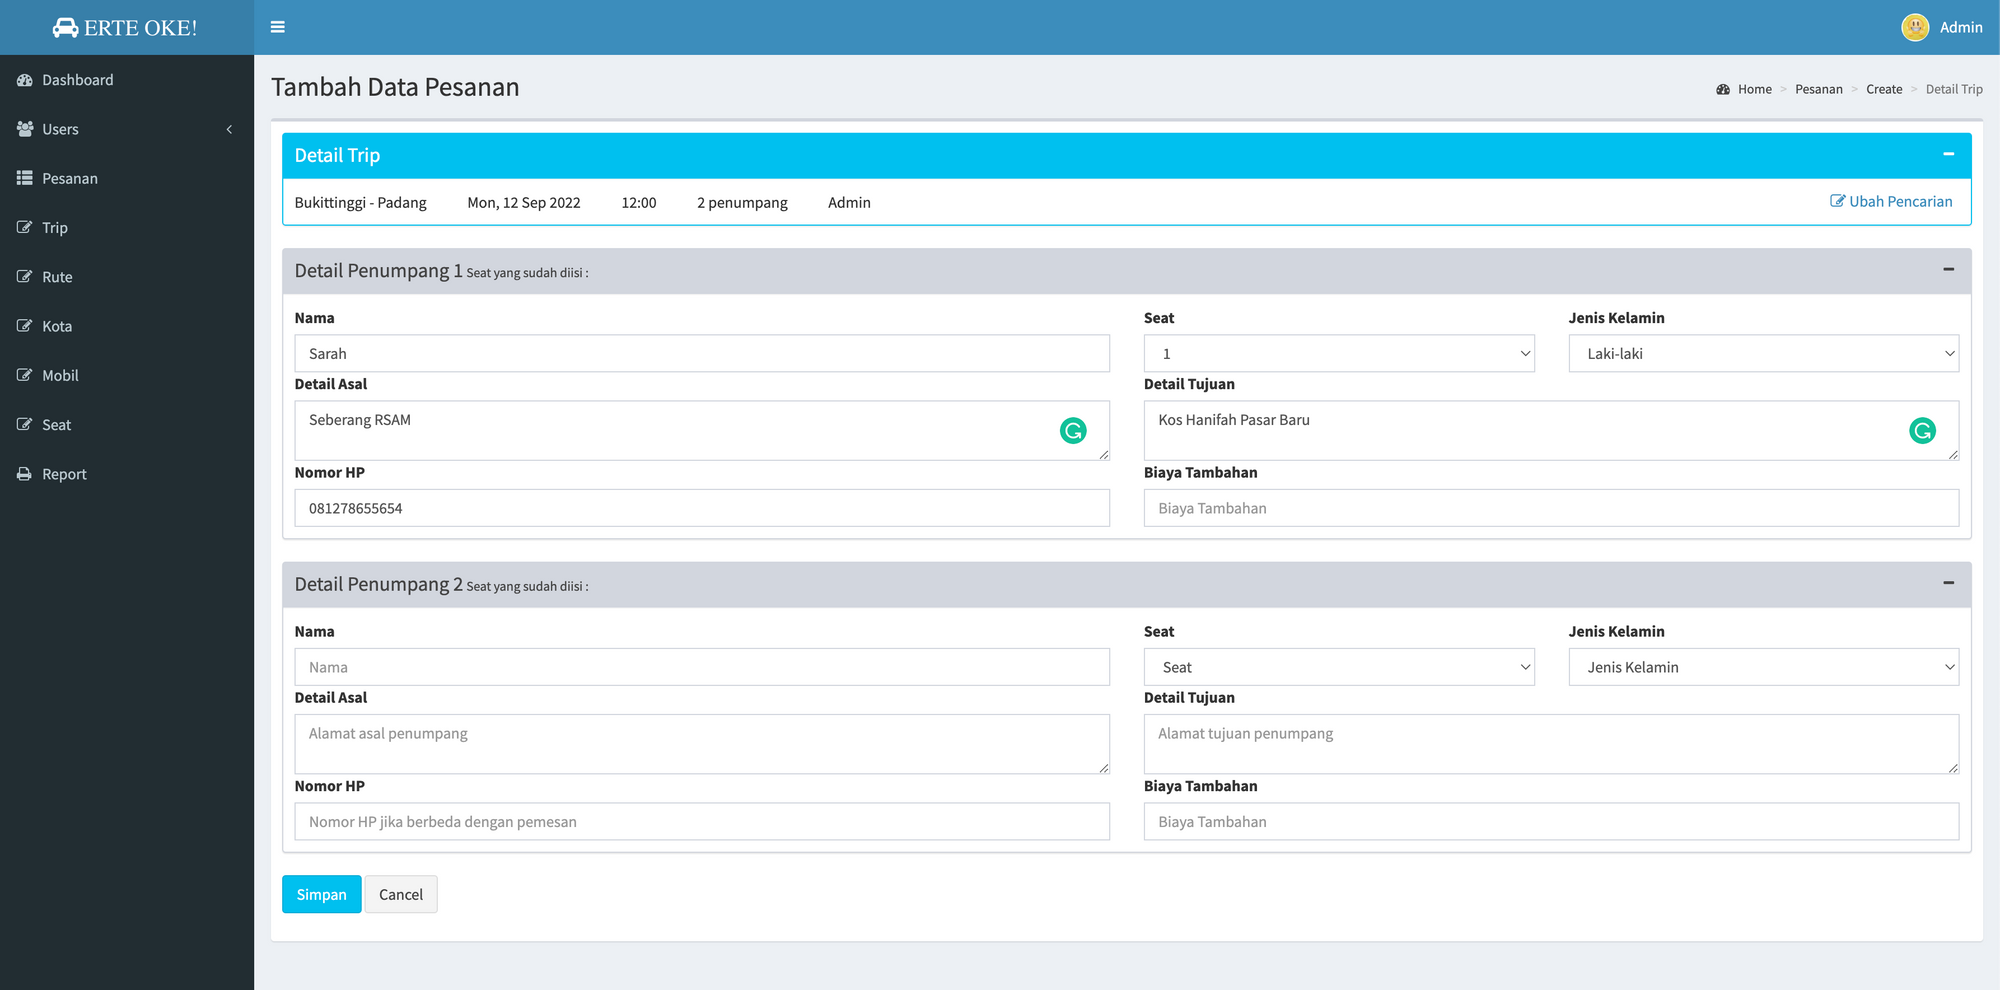 ERTE OKE!
Admin
Dashboard
Users
Pesanan
Trip
Rute
Kota
Mobil
Seat
Report
Tambah Data Pesanan
Home > Pesanan > Create > Detail Trip
Detail Trip
Bukittinggi - Padang Mon, 12 Sep 2022 12:00 2 penumpang Admin Ubah Pencarian
Detail Penumpang 1 Seat yang sudah diisi :
Nama Seat Jenis Kelamin
Sarah 1 Laki-laki
Detail Asal Detail Tujuan
Seberang RSAM Kos Hanifah Pasar Baru
Nomor HP Biaya Tambahan
081278655654 Biaya Tambahan
Detail Penumpang 2 Seat yang sudah diisi :
Nama Seat Jenis Kelamin
Nama Seat Jenis Kelamin
Detail Asal Detail Tujuan
Alamat asal penumpang Alamat tujuan penumpang
Nomor HP Biaya Tambahan
Nomor HP jika berbeda dengan pemesan Biaya Tambahan
Simpan Cancel